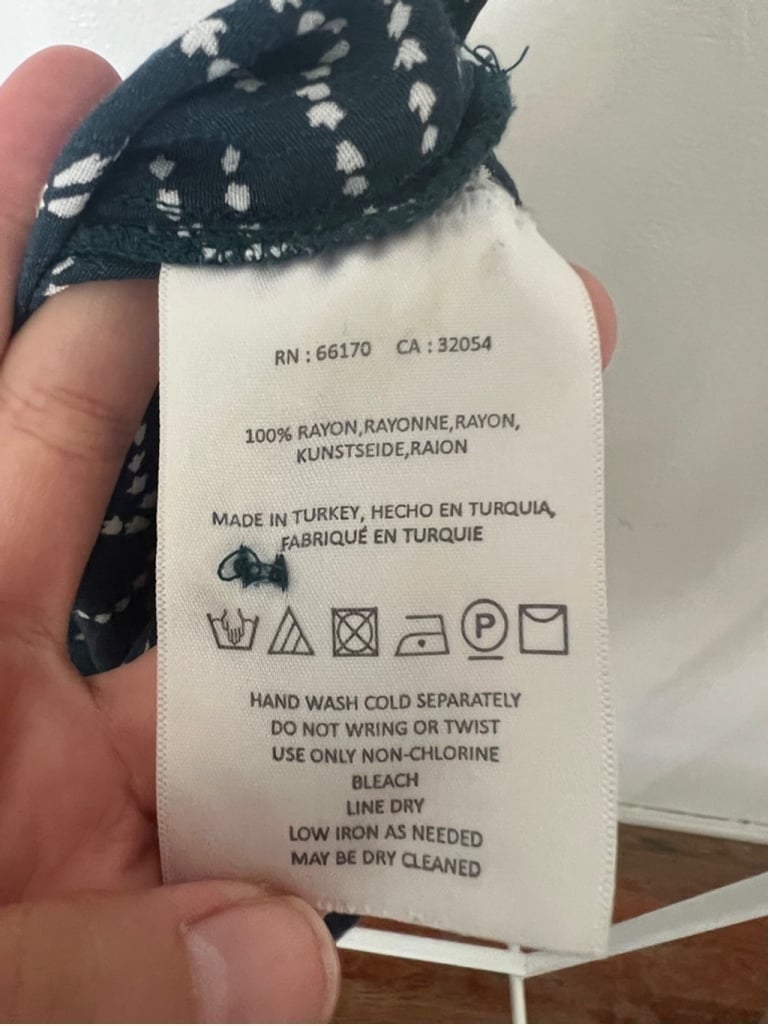 RN : 66170 CA : 32054
100% RAYON,RAYONNE,RAYON,
KUNSTSEIDE,RAION
MADE IN TURKEY, HECHO EN TURQUIA,
FABRIQUÉ EN TURQUIE
P
HAND WASH COLD SEPARATELY
DO NOT WRING OR TWIST
USE ONLY NON-CHLORINE
BLEACH
LINE DRY
LOW IRON AS NEEDED
MAY BE DRY CLEANED